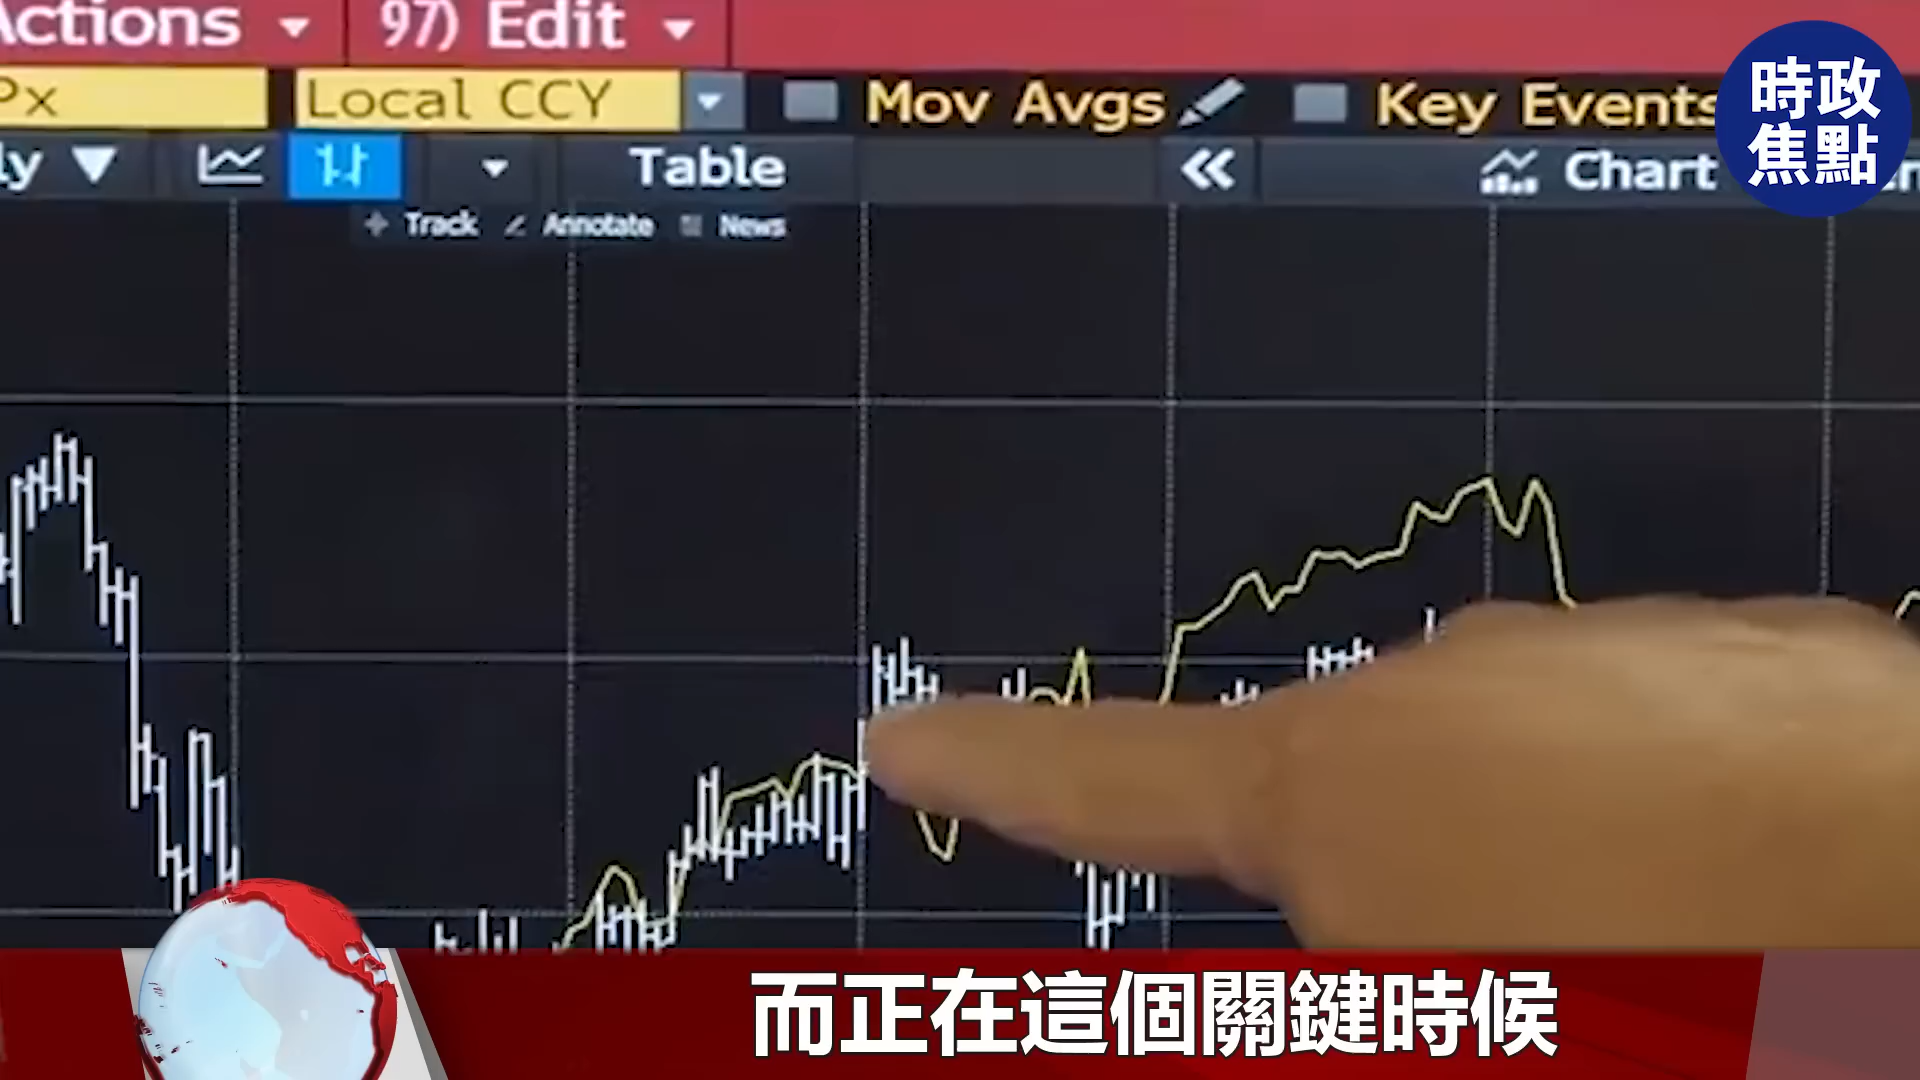 Actions 97) Edit
Px Local CCY Mov Avgs Key Events
ly Table « Chart
Track Annotate News
時政
焦點
而正在這個關鍵時候